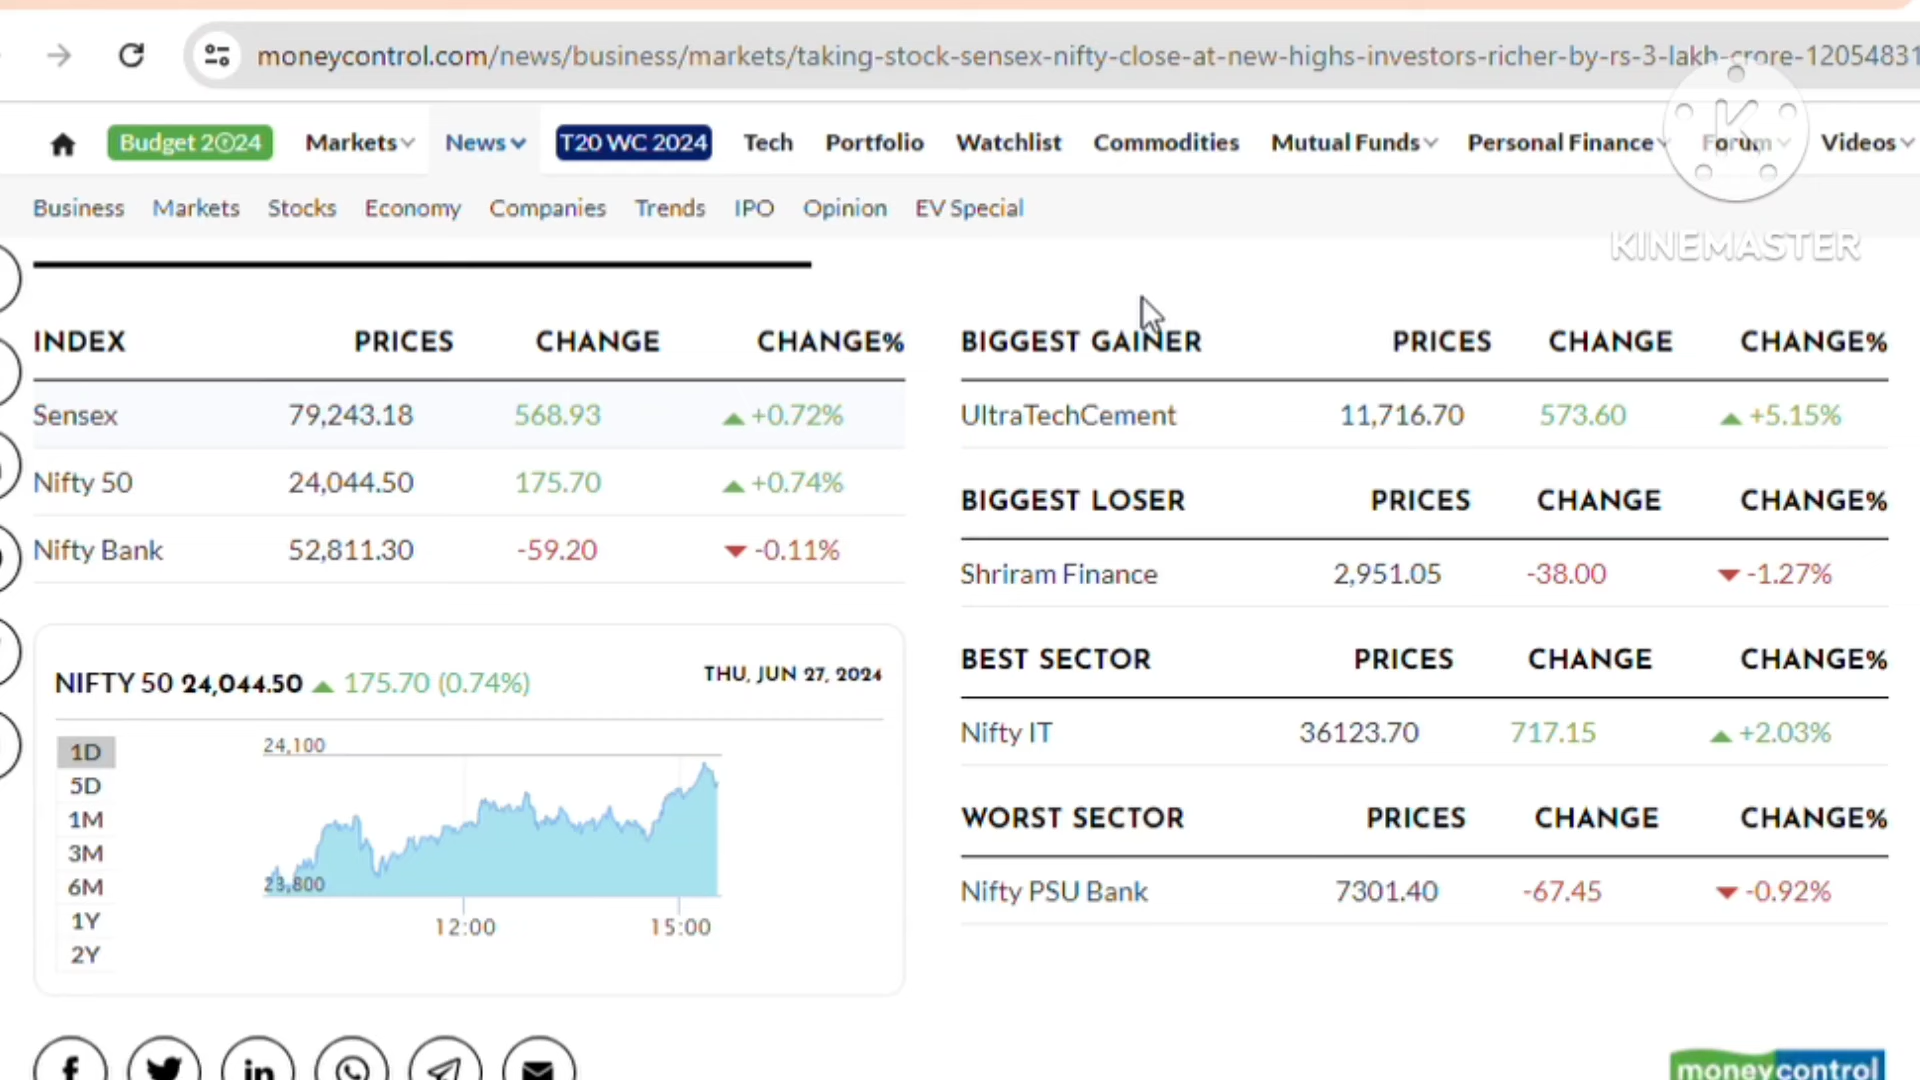 moneycontrol.com/news/business/markets/taking-stock-sensex-nifty-close-at-new-highs-investors-richer-by-rs-3-lakh-crore-12054831
Budget 2024 Markets News T20 WC 2024 Tech Portfolio Watchlist Commodities Mutual Funds Personal Finance Forum Videos
Business Markets Stocks Economy Companies Trends IPO Opinion EV Special
KINEMASTER
INDEX PRICES CHANGE CHANGE%
Sensex 79,243.18 568.93 +0.72%
Nifty 50 24,044.50 175.70 +0.74%
Nifty Bank 52,811.30 -59.20 -0.11%
NIFTY 50 24,044.50 175.70 (0.74%) THU, JUN 27, 2024
1D
5D
1M
3M
6M
1Y
2Y
24,100
23,800
12:00 15:00
BIGGEST GAINER PRICES CHANGE CHANGE%
UltraTechCement 11,716.70 573.60 +5.15%
BIGGEST LOSER PRICES CHANGE CHANGE%
Shriram Finance 2,951.05 -38.00 -1.27%
BEST SECTOR PRICES CHANGE CHANGE%
Nifty IT 36123.70 717.15 +2.03%
WORST SECTOR PRICES CHANGE CHANGE%
Nifty PSU Bank 7301.40 -67.45 -0.92%
moneycontrol